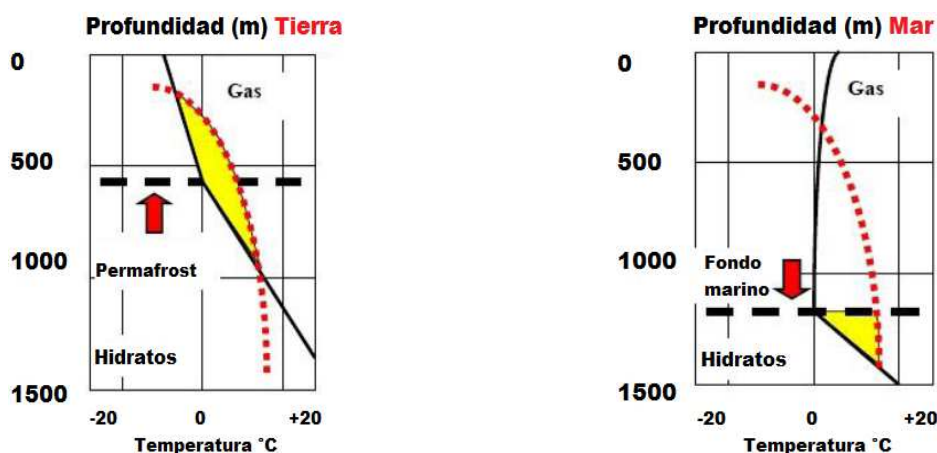 Profundidad (m) Tierra
0
Gas
500
Permafrost
1000
Hidratos
1500
-20 0 +20
Temperatura °C
Profundidad (m) Mar
0
Gas
500
1000
Fondo
marino
Hidratos
1500
-20 0 +20
Temperatura °C